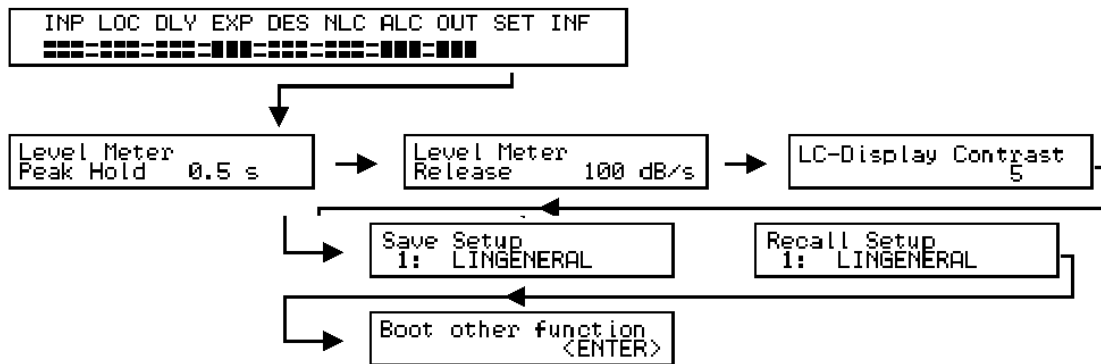 INP LOC DLY EXP DES NLC ALC OUT SET INF
Level Meter
Peak Hold 0.5 s
Level Meter
Release 100 dB/s
LC-Display Contrast
5
Save Setup
1: LINGENERAL
Recall Setup
1: LINGENERAL
Boot other function
<ENTER>